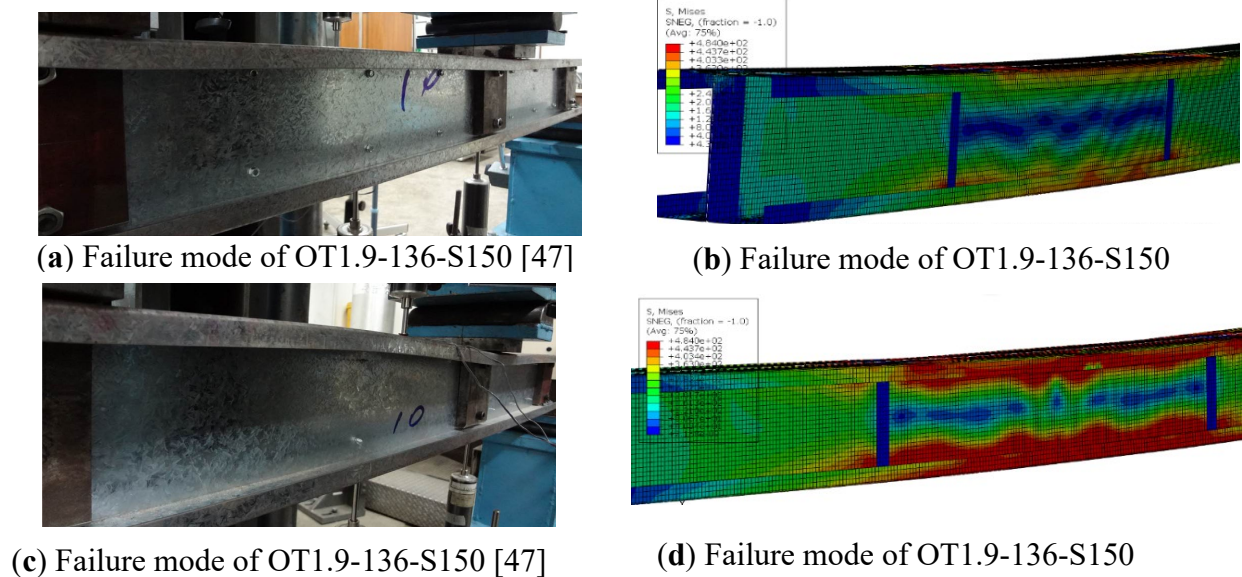 S, Mises
SNEG, (fraction = -1.0)
(Avg: 75%)
+4.840e+02
+4.437e+02
+4.033e+02
10
(a) Failure mode of OT1.9-136-S150 [47]
(b) Failure mode of OT1.9-136-S150
S, Mises
SNEG, (fraction = -1.0)
(Avg: 75%)
+4.840e+02
+4.437e+02
+4.034e+02
10
(c) Failure mode of OT1.9-136-S150 [47]
(d) Failure mode of OT1.9-136-S150